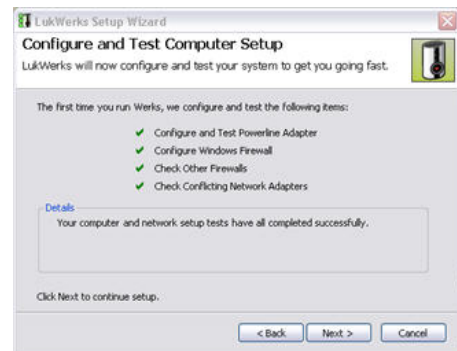 LukWerks Setup Wizard
Configure and Test Computer Setup
LukWerks will now configure and test your system to get you going fast.
The first time you run Werks, we configure and test the following items:
Configure and Test Powerline Adapter
Configure Windows Firewall
Check Other Firewalls
Check Conflicting Network Adapters
Details
Your computer and network setup tests have all completed successfully.
Click Next to continue setup.
< Back Next > Cancel